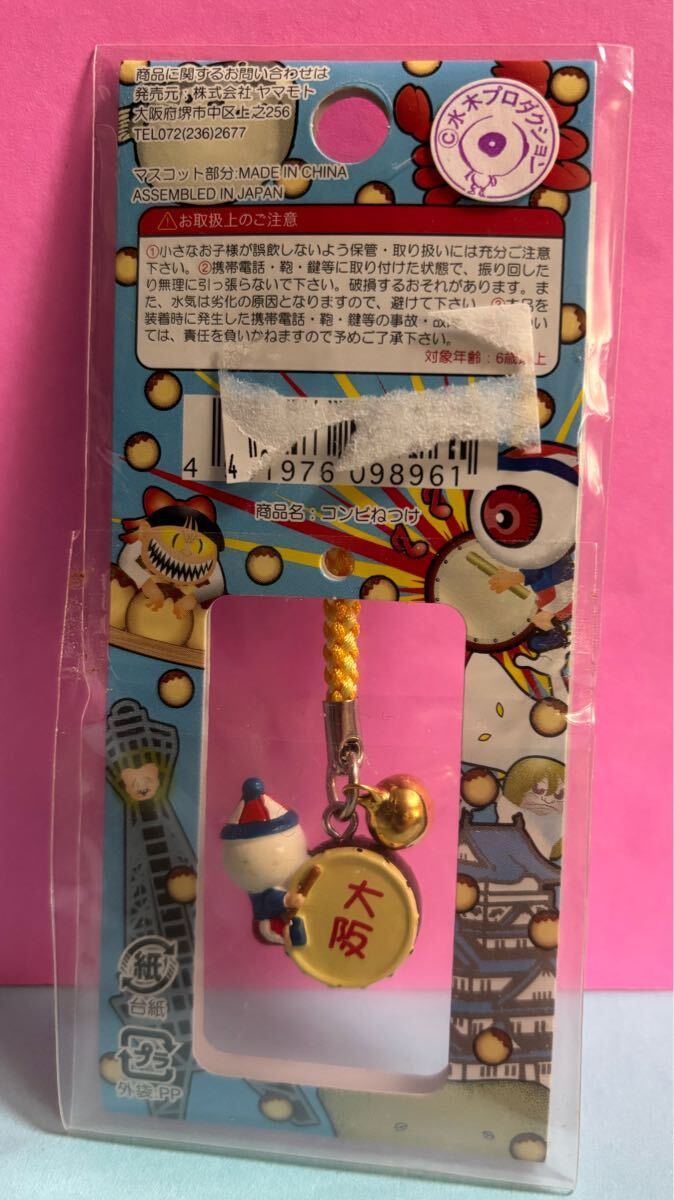 商品に関するお問い合わせは
発売元：株式会社 ヤマモト
大阪府堺市中区上之256
TEL072(236)2677
マスコット部分:MADE IN CHINA
ASSEMBLED IN JAPAN
©水木プロダクション
⚠お取扱上のご注意
①小さなお子様が誤飲しないよう保管・取り扱いには充分ご注意
下さい。②携帯電話・鞄・鍵等に取り付けた状態で、振り回した
り無理に引っ張らないで下さい。破損するおそれがあります。ま
た、水気は劣化の原因となりますので、避けて下さい。③本品を
装着時に発生した携帯電話・鞄・鍵等の事故・故
いては、責任を負いかねますので予めご了承下さい。
対象年齢：6歳以上
4 41976 098961
商品名：コンビねつけ
大阪
紙
台紙
プラ
外袋:PP